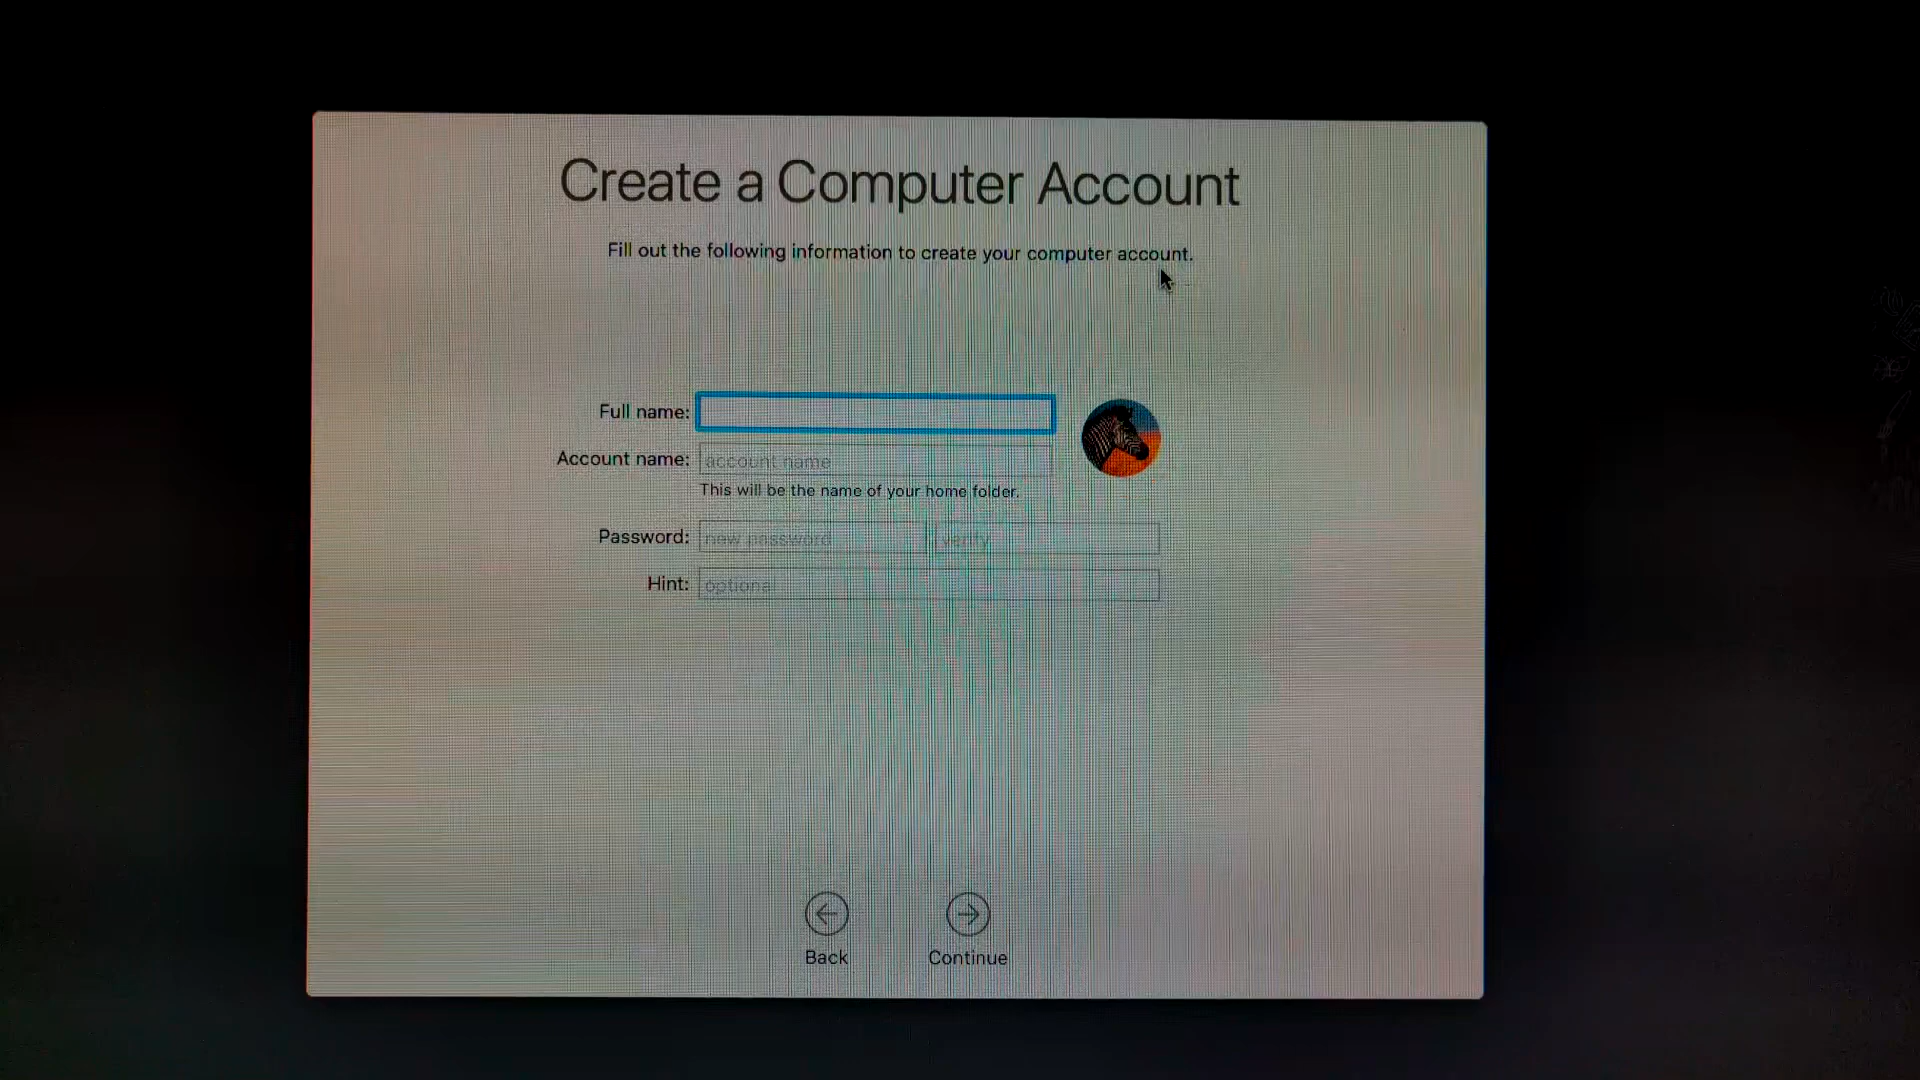 Create a Computer Account
Fill out the following information to create your computer account.
Full name:
Account name: account name
This will be the name of your home folder.
Password: new password verify
Hint: optional
Back Continue